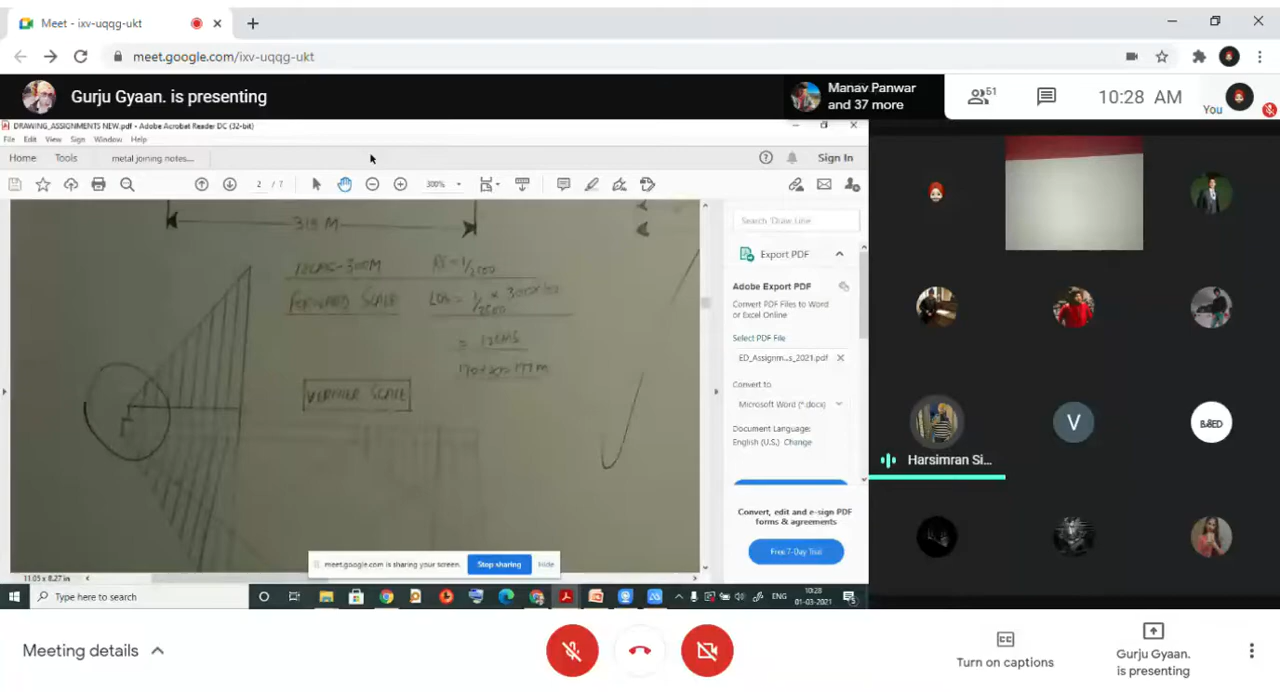 Meet - ixv-uqqg-ukt
meet.google.com/ixv-uqqg-ukt
Gurju Gyaan. is presenting
Manav Panwar
and 37 more
51
10:28 AM
You
DRAWING_ASSIGNMENTS NEW.pdf - Adobe Acrobat Reader DC (32-bit)
File Edit View Sign Window Help
Home Tools metal joining notes...
Sign In
2 / 7
300%
Search 'Draw Line'
Export PDF
Adobe Export PDF
Convert PDF Files to Word
or Excel Online
Select PDF File
ED_Assignm...s_2021.pdf
Convert to
Microsoft Word (*.docx)
Document Language:
English (U.S.) Change
Convert, edit and e-sign PDF
forms & agreements
Free 7-Day Trial
12CMS-300M
FORWARD SCALE
= 12CMS
VERNIER SCALE
meet.google.com is sharing your screen.
Stop sharing
Hide
11.05 x 8.27 in
Type here to search
ENG
10:28
01-03-2021
Harsimran Si...
V
B&ED
Meeting details
Turn on captions
Gurju Gyaan.
is presenting